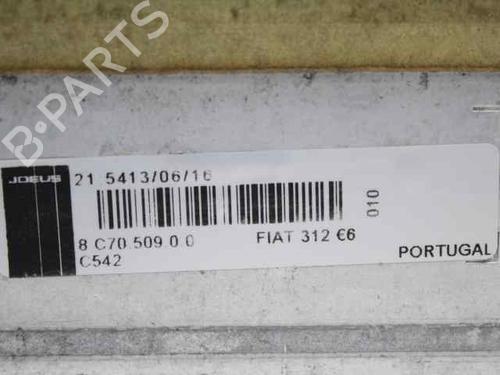 B-PARTS
JDEUS
21 5413/06/16
010
8 C70 509 0 0 FIAT 312 €6
C542
PORTUGAL